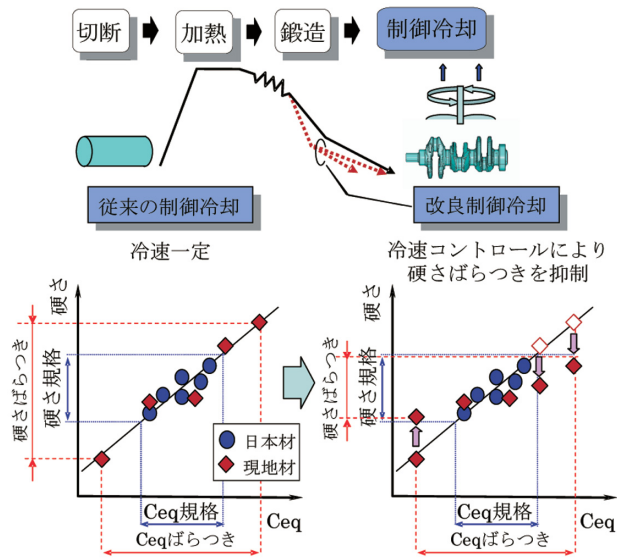 切断
加熱
鍛造
制御冷却
従来の制御冷却
改良制御冷却
冷速一定
冷速コントロールにより
硬さばらつきを抑制
硬さ
硬さばらつき
硬さ規格
日本材
現地材
Ceq規格
Ceq
Ceqばらつき
硬さ
硬さばらつき
硬さ規格
Ceq規格
Ceq
Ceqばらつき